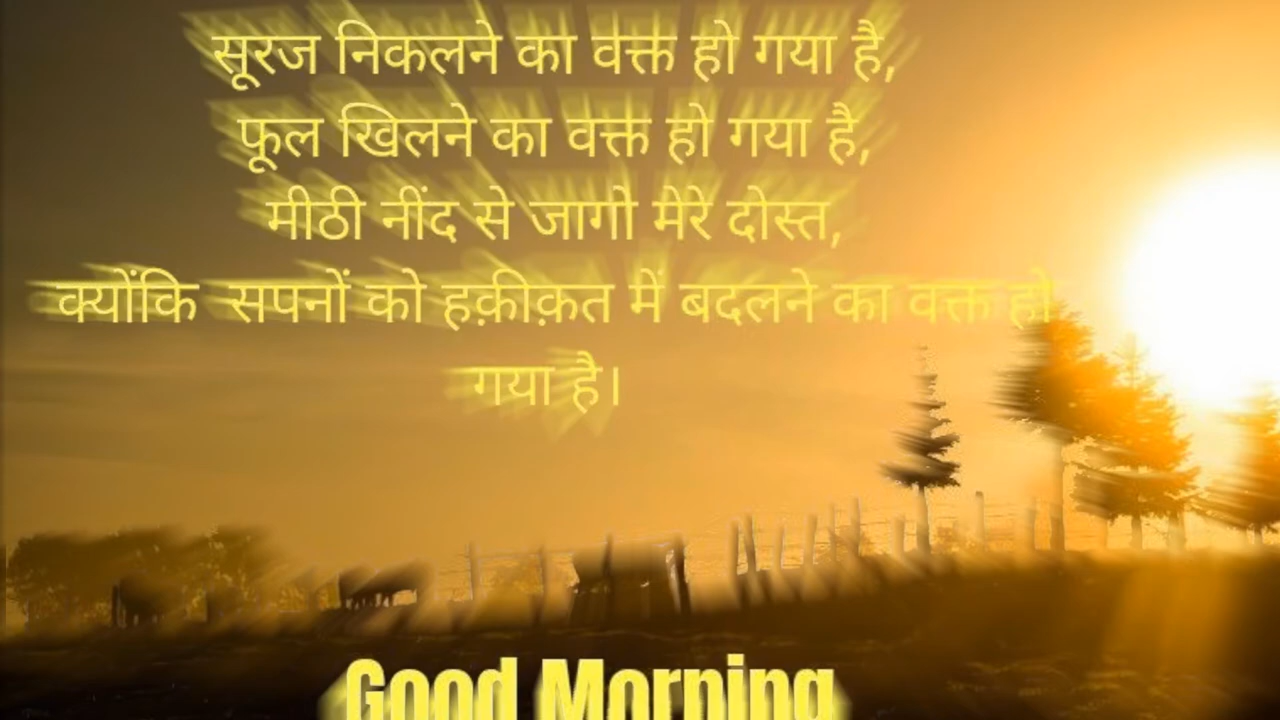 सूरज निकलने का वक्त हो गया है,
फूल खिलने का वक्त हो गया है,
मीठी नींद से जागो मेरे दोस्त,
क्योंकि सपनों को हक़ीक़त में बदलने का वक्त हो
गया है।
Good Morning